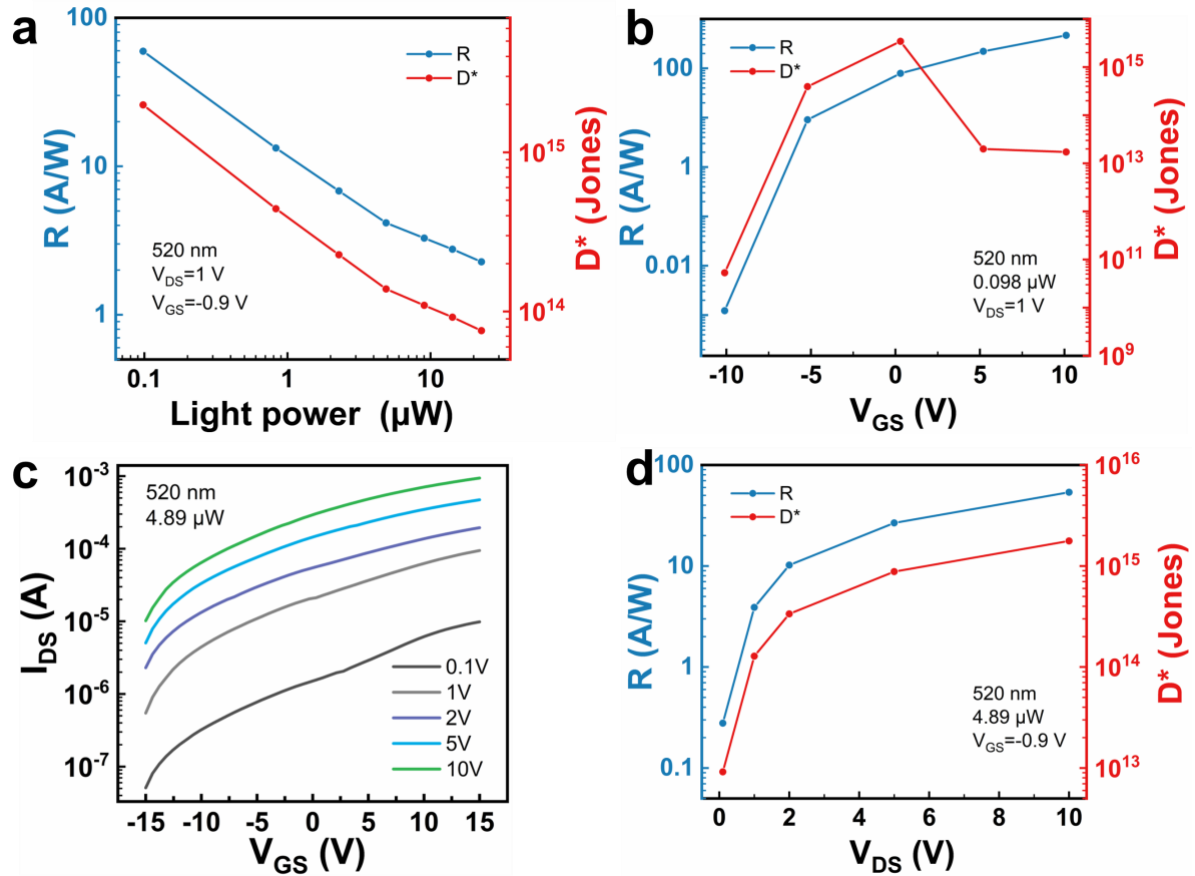 a
100
10
1
R (A/W)
R
D*
520 nm
V_DS=1 V
V_GS=-0.9 V
10^15
10^14
D* (Jones)
0.1
1
10
Light power (μW)
b
100
1
0.01
R (A/W)
R
D*
520 nm
0.098 μW
V_DS=1 V
10^15
10^13
10^11
10^9
D* (Jones)
-10
-5
0
5
10
V_GS (V)
c
10^-3
10^-4
10^-5
10^-6
10^-7
I_DS (A)
520 nm
4.89 μW
0.1V
1V
2V
5V
10V
-15
-10
-5
0
5
10
15
V_GS (V)
d
100
10
1
0.1
R (A/W)
R
D*
520 nm
4.89 μW
V_GS=-0.9 V
10^16
10^15
10^14
10^13
D* (Jones)
0
2
4
6
8
10
V_DS (V)